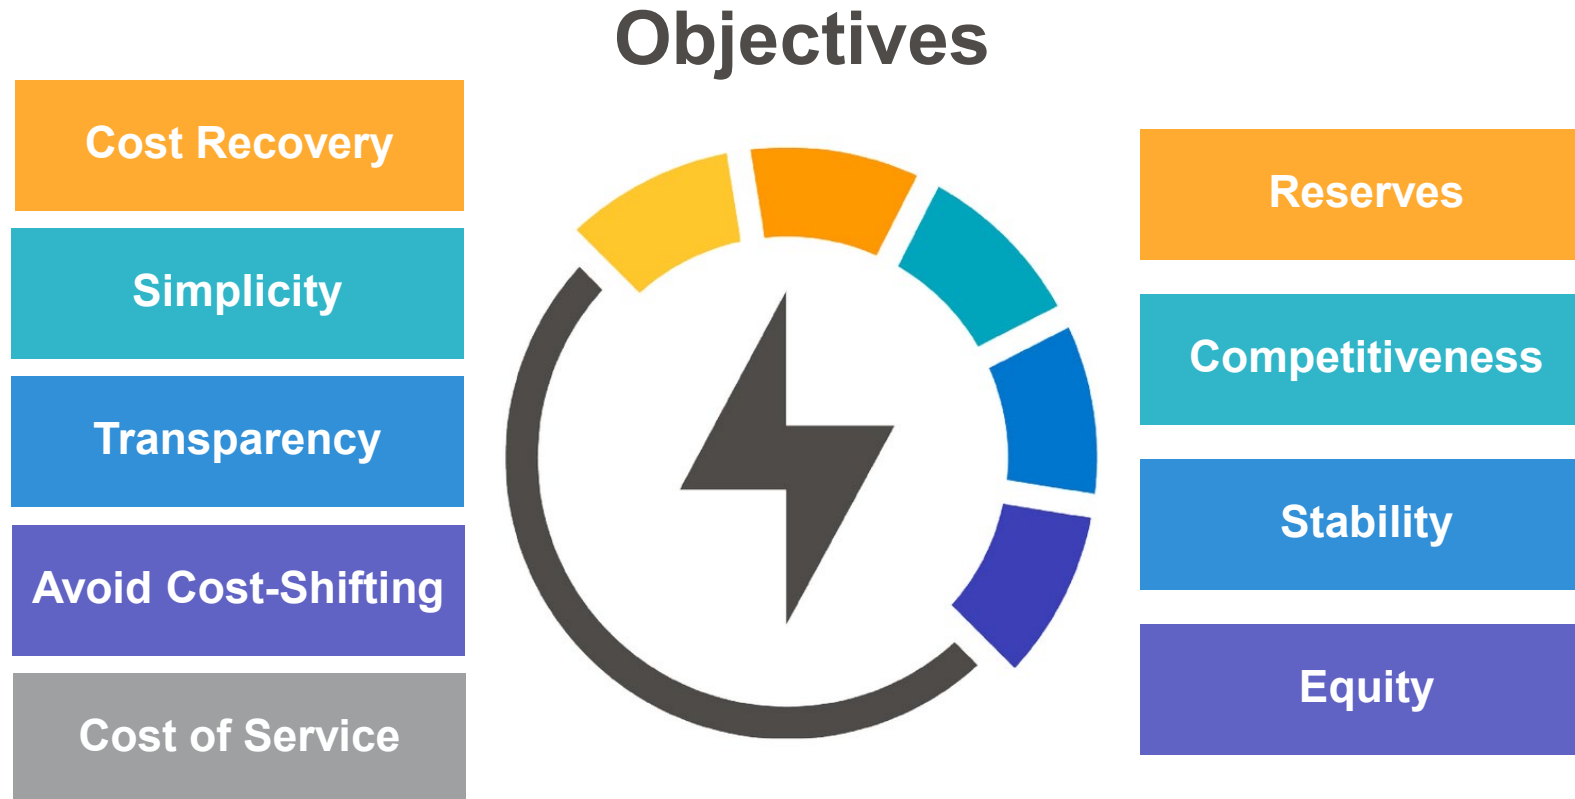 Objectives
Cost Recovery
Simplicity
Transparency
Avoid Cost-Shifting
Cost of Service
Reserves
Competitiveness
Stability
Equity